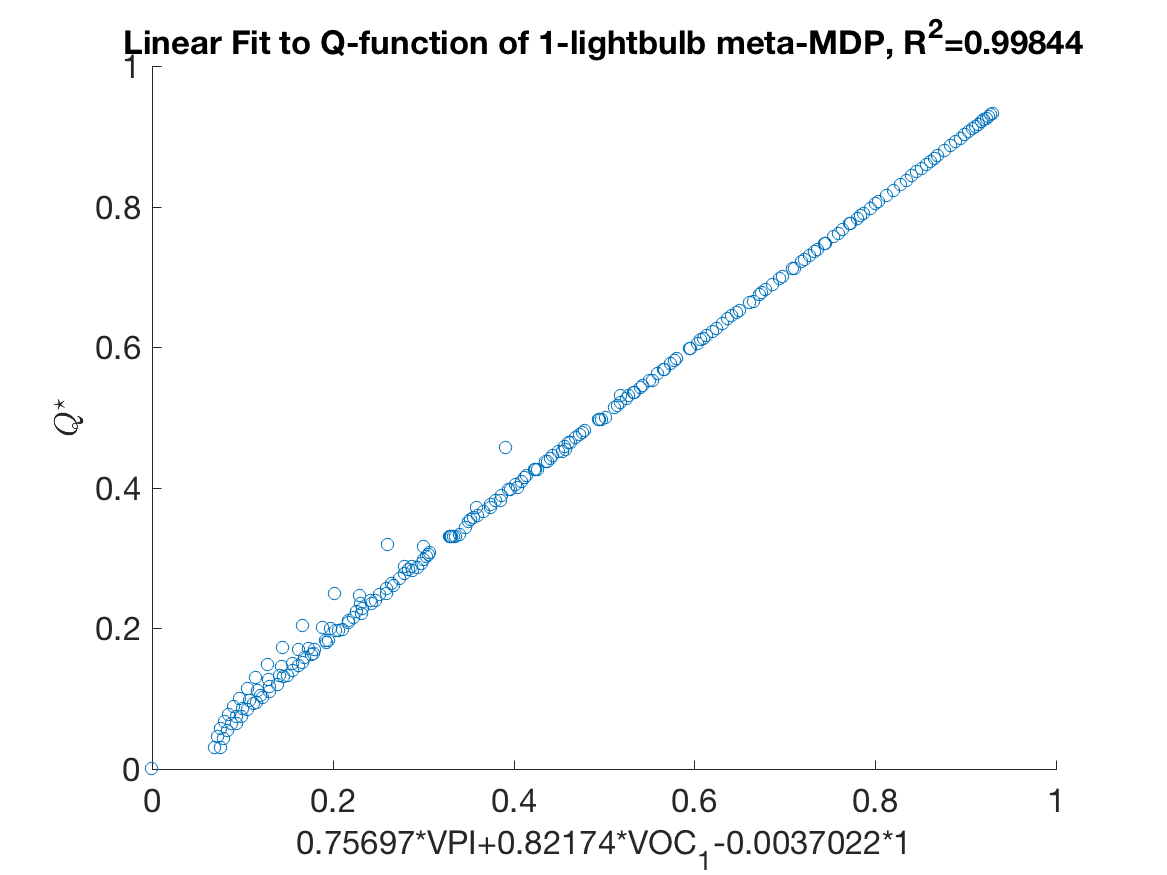 Linear Fit to Q-function of 1-lightbulb meta-MDP, R²=0.99844
1
0.8
0.6
0.4
0.2
0
Q⋆
0 0.2 0.4 0.6 0.8 1
0.75697*VPI+0.82174*VOC₁-0.0037022*1